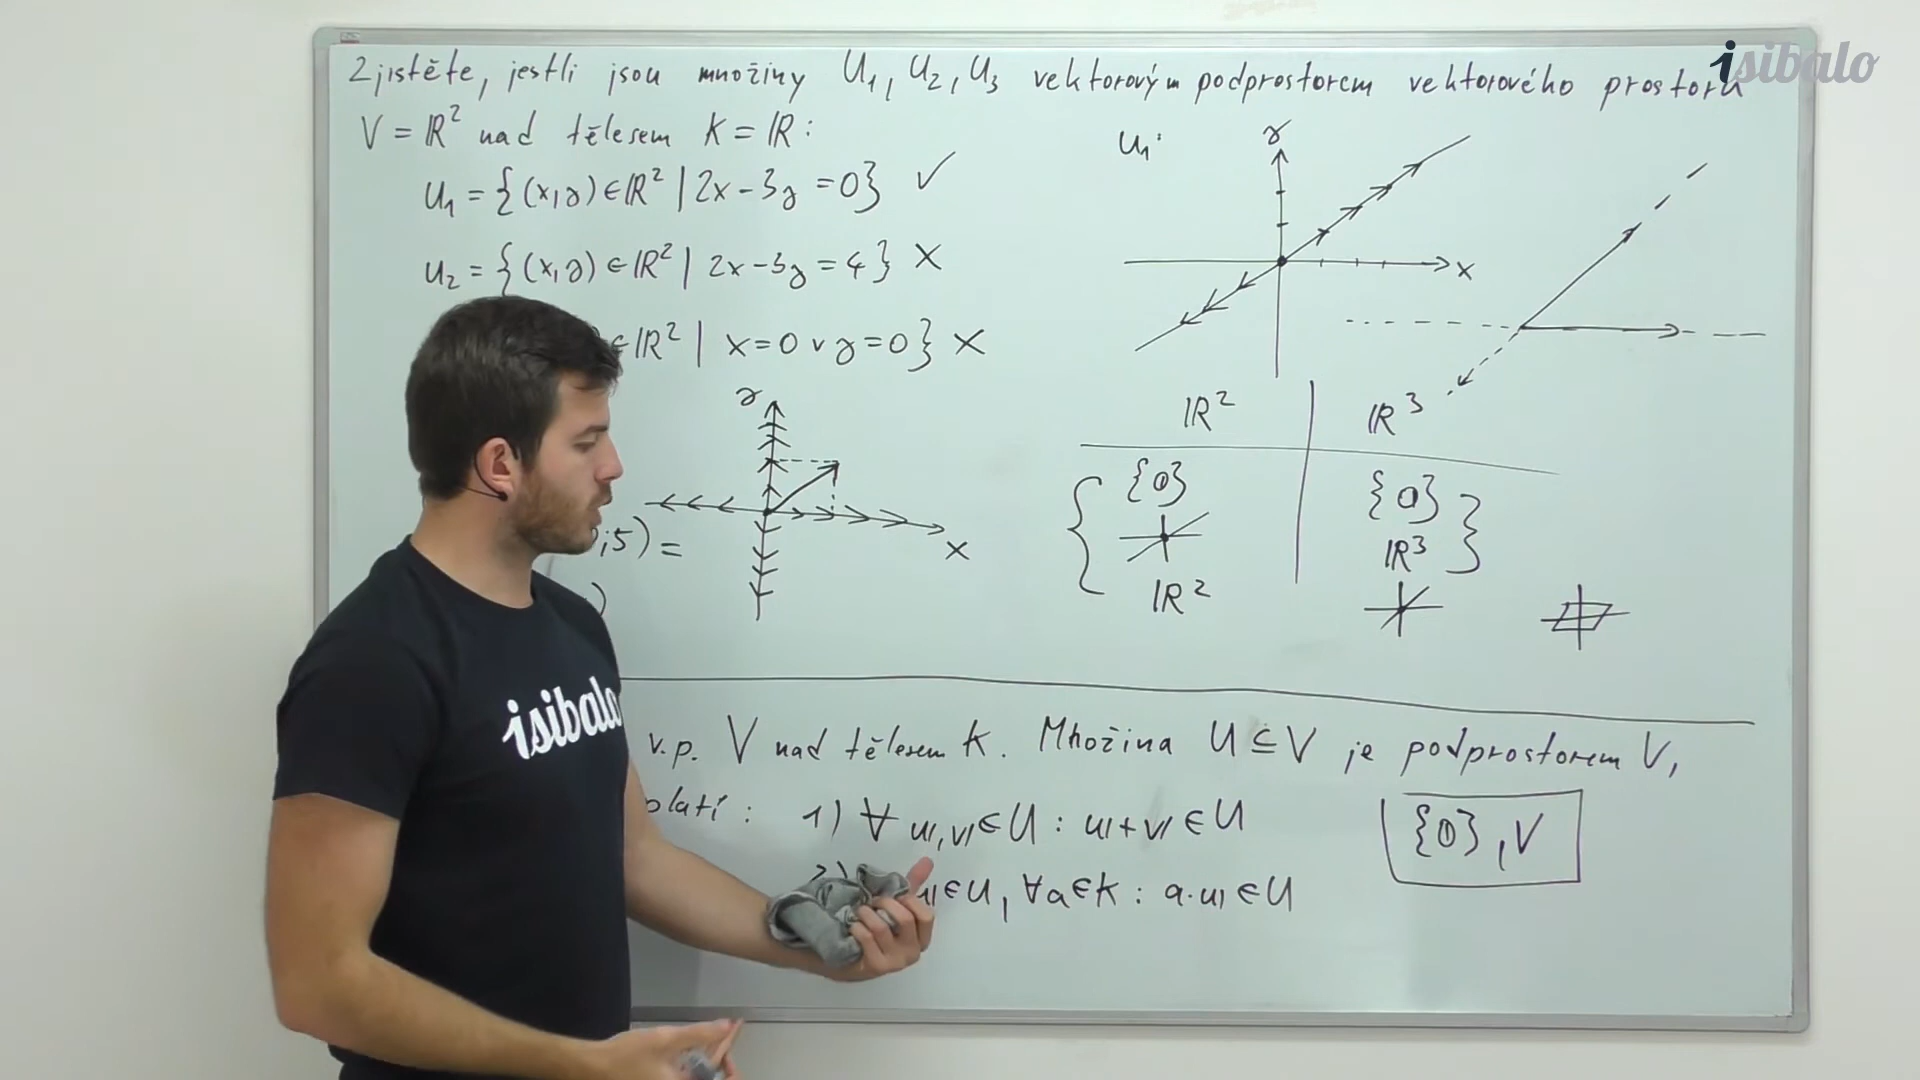 Zjistěte, jestli jsou množiny U₁, U₂, U₃ vektorovým podprostorem vektorového prostoru
V = ℝ² nad tělesem K = ℝ:
U₁ = {(x,y) ∈ ℝ² | 2x - 3y = 0} ✓
U₂ = {(x,y) ∈ ℝ² | 2x - 3y = 4} X
∈ ℝ² | x = 0 ∨ y = 0} X
;5) =
)
y
x
U₁:
y
x
ℝ² ℝ³
{0} {0}
ℝ³
ℝ²
v.p. V nad tělesem K. Množina U ⊆ V je podprostorem V,
platí: 1) ∀ u, v ∈ U : u + v ∈ U
2) u ∈ U, ∀a ∈ K : a·u ∈ U
{0}, V
isibalo
isibalo